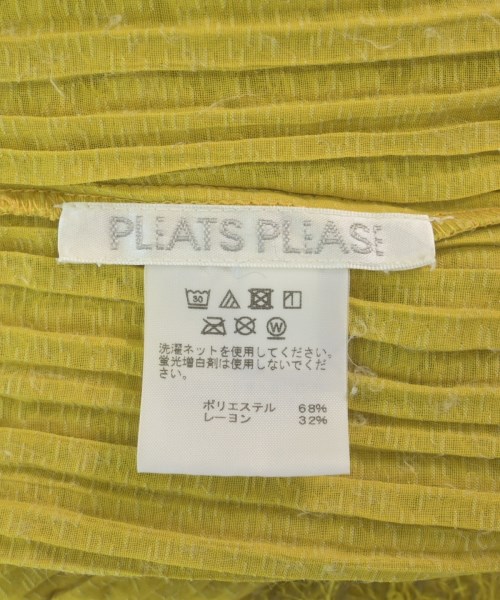 PLEATS PLEASE
30
W
洗濯ネットを使用してください。
蛍光増白剤は使用しないでくだ
さい。
ポリエステル 68%
レーヨン 32%